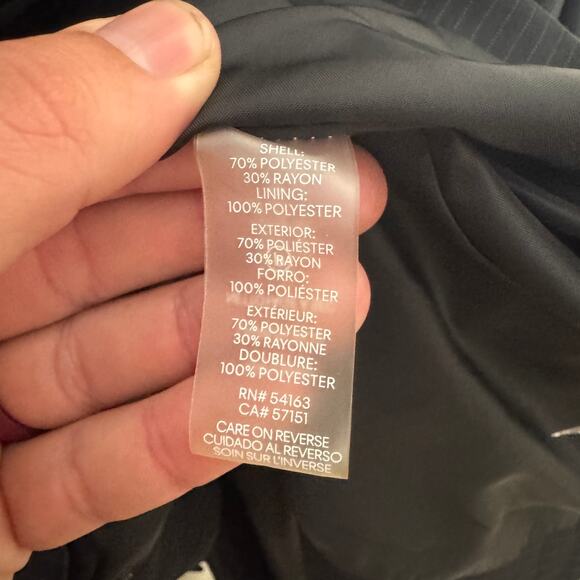 SHELL:
70% POLYESTER
30% RAYON
LINING:
100% POLYESTER
EXTERIOR:
70% POLIÉSTER
30% RAYON
FORRO:
100% POLIÉSTER
EXTÉRIEUR:
70% POLYESTER
30% RAYONNE
DOUBLURE:
100% POLYESTER
RN# 54163
CA# 57151
CARE ON REVERSE
CUIDADO AL REVERSO
SOIN SUR L'INVERSE